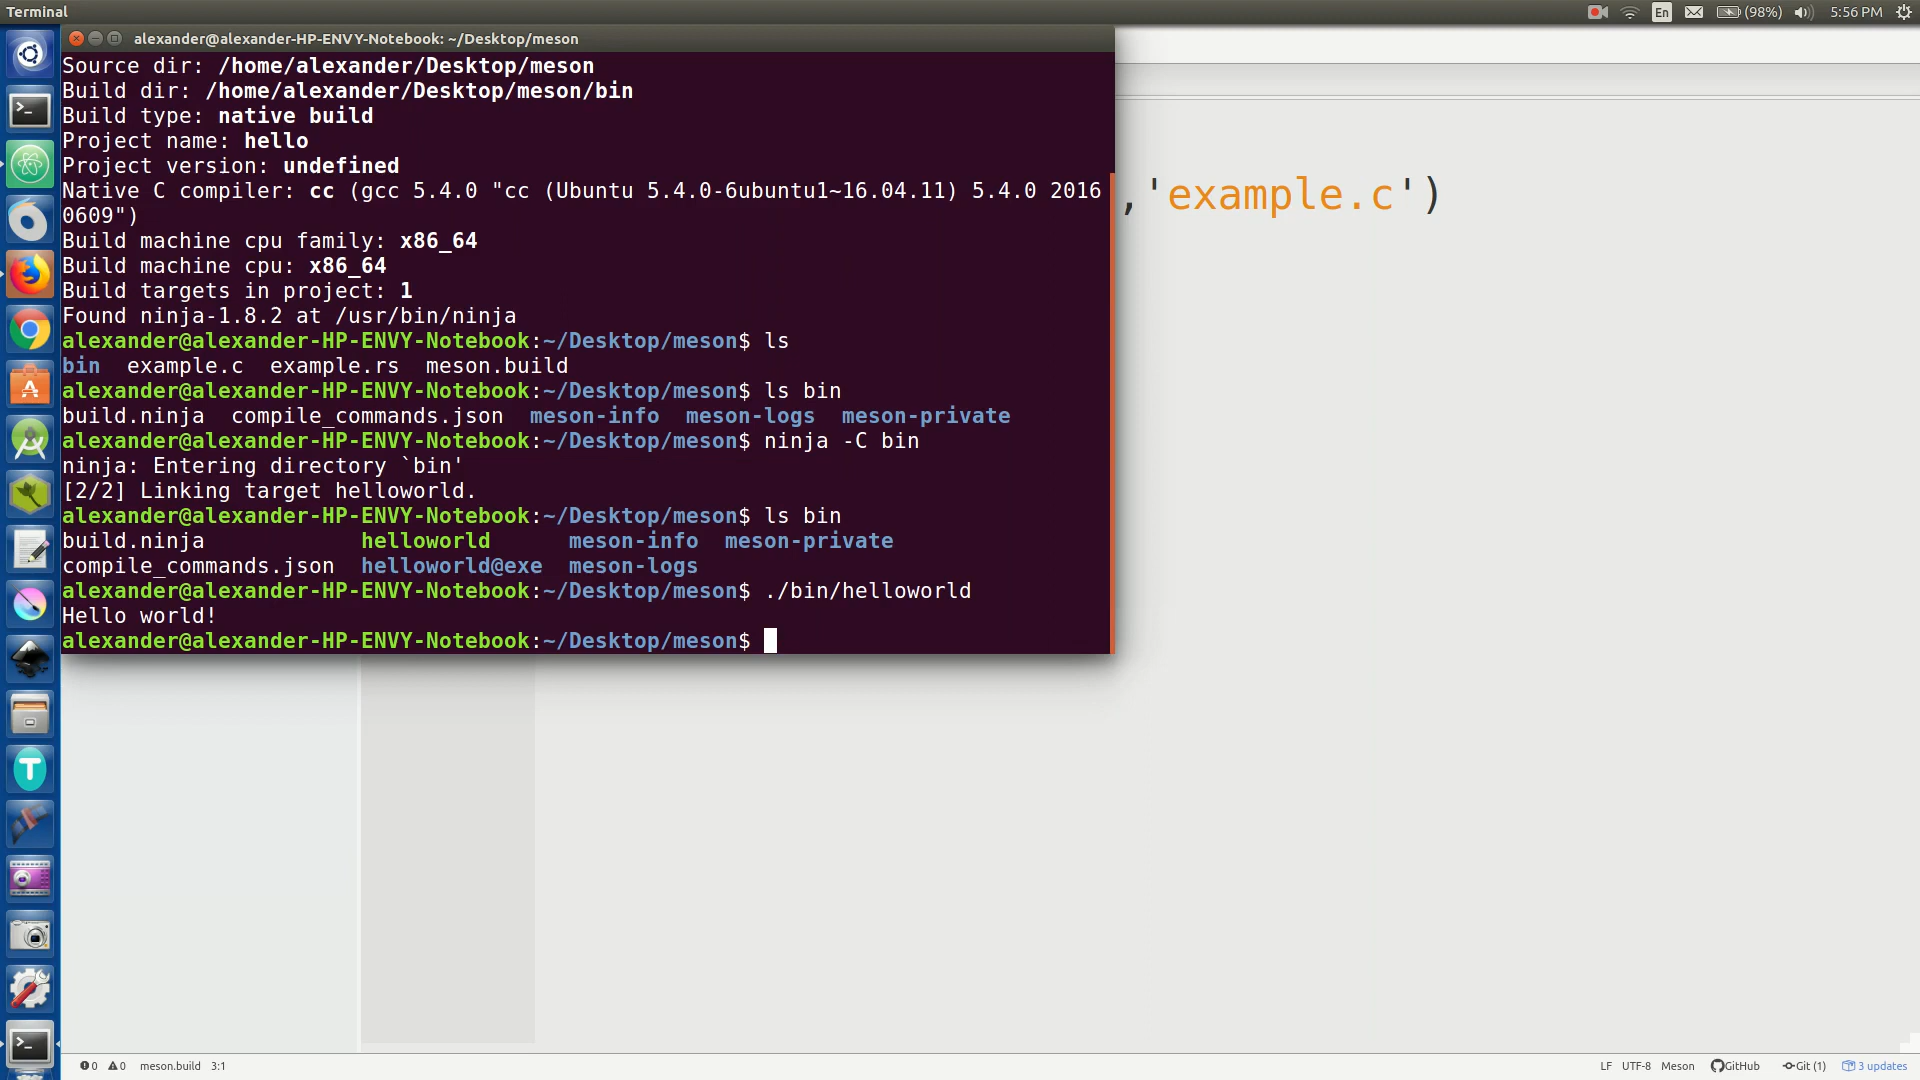 Terminal
En
(98%)
5:56 PM
alexander@alexander-HP-ENVY-Notebook: ~/Desktop/meson
Source dir: /home/alexander/Desktop/meson
Build dir: /home/alexander/Desktop/meson/bin
Build type: native build
Project name: hello
Project version: undefined
Native C compiler: cc (gcc 5.4.0 "cc (Ubuntu 5.4.0-6ubuntu1~16.04.11) 5.4.0 2016
0609")
Build machine cpu family: x86_64
Build machine cpu: x86_64
Build targets in project: 1
Found ninja-1.8.2 at /usr/bin/ninja
alexander@alexander-HP-ENVY-Notebook:~/Desktop/meson$ ls
bin  example.c  example.rs  meson.build
alexander@alexander-HP-ENVY-Notebook:~/Desktop/meson$ ls bin
build.ninja  compile_commands.json  meson-info  meson-logs  meson-private
alexander@alexander-HP-ENVY-Notebook:~/Desktop/meson$ ninja -C bin
ninja: Entering directory `bin'
[2/2] Linking target helloworld.
alexander@alexander-HP-ENVY-Notebook:~/Desktop/meson$ ls bin
build.ninja            helloworld      meson-info  meson-private
compile_commands.json  helloworld@exe  meson-logs
alexander@alexander-HP-ENVY-Notebook:~/Desktop/meson$ ./bin/helloworld
Hello world!
alexander@alexander-HP-ENVY-Notebook:~/Desktop/meson$
,'example.c')
0 0 meson.build 3:1
LF UTF-8 Meson GitHub Git (1) 3 updates